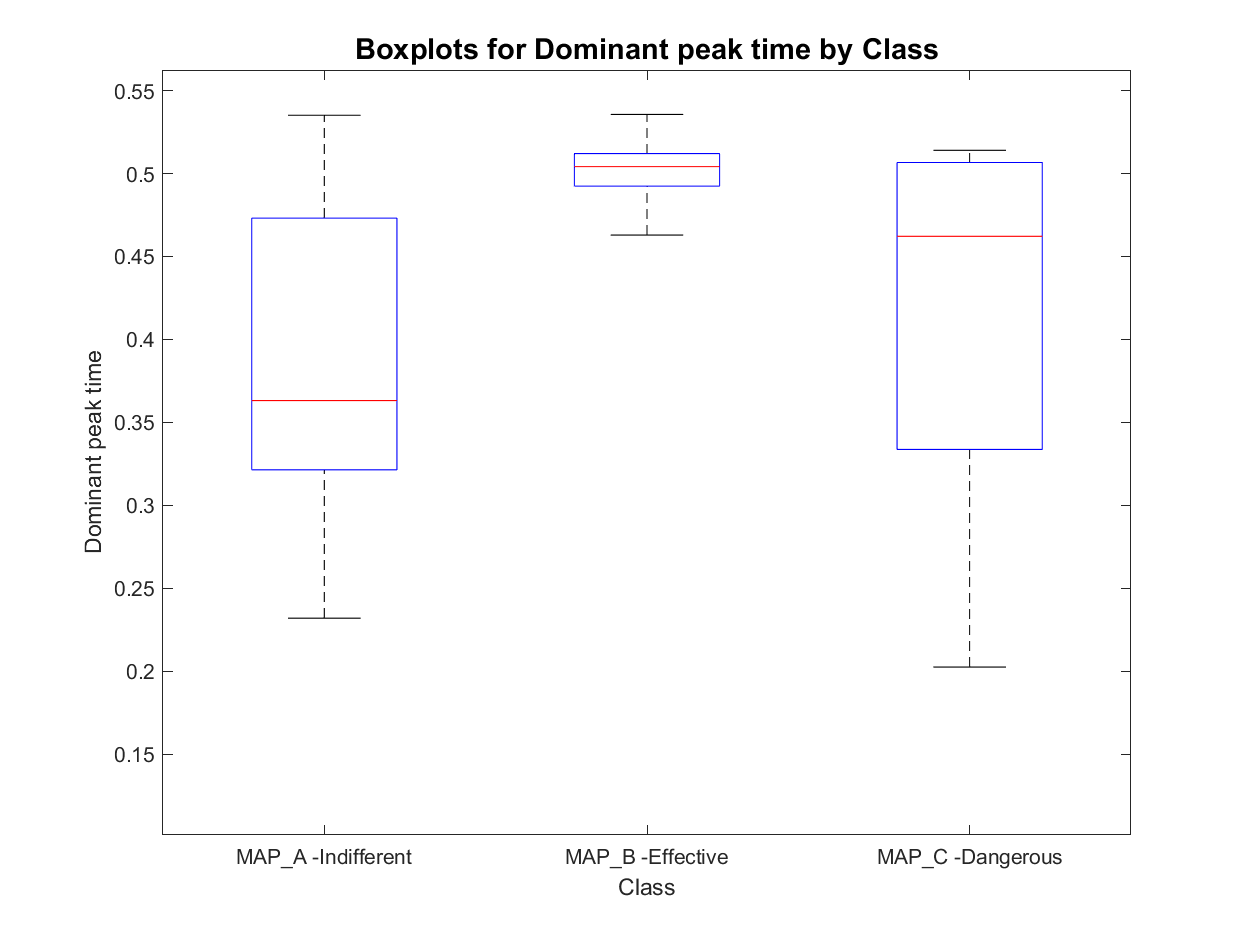 Boxplots for Dominant peak time by Class
0.55
0.5
0.45
0.4
0.35
0.3
0.25
0.2
0.15
Dominant peak time
MAP_A -Indifferent
MAP_B -Effective
MAP_C -Dangerous
Class